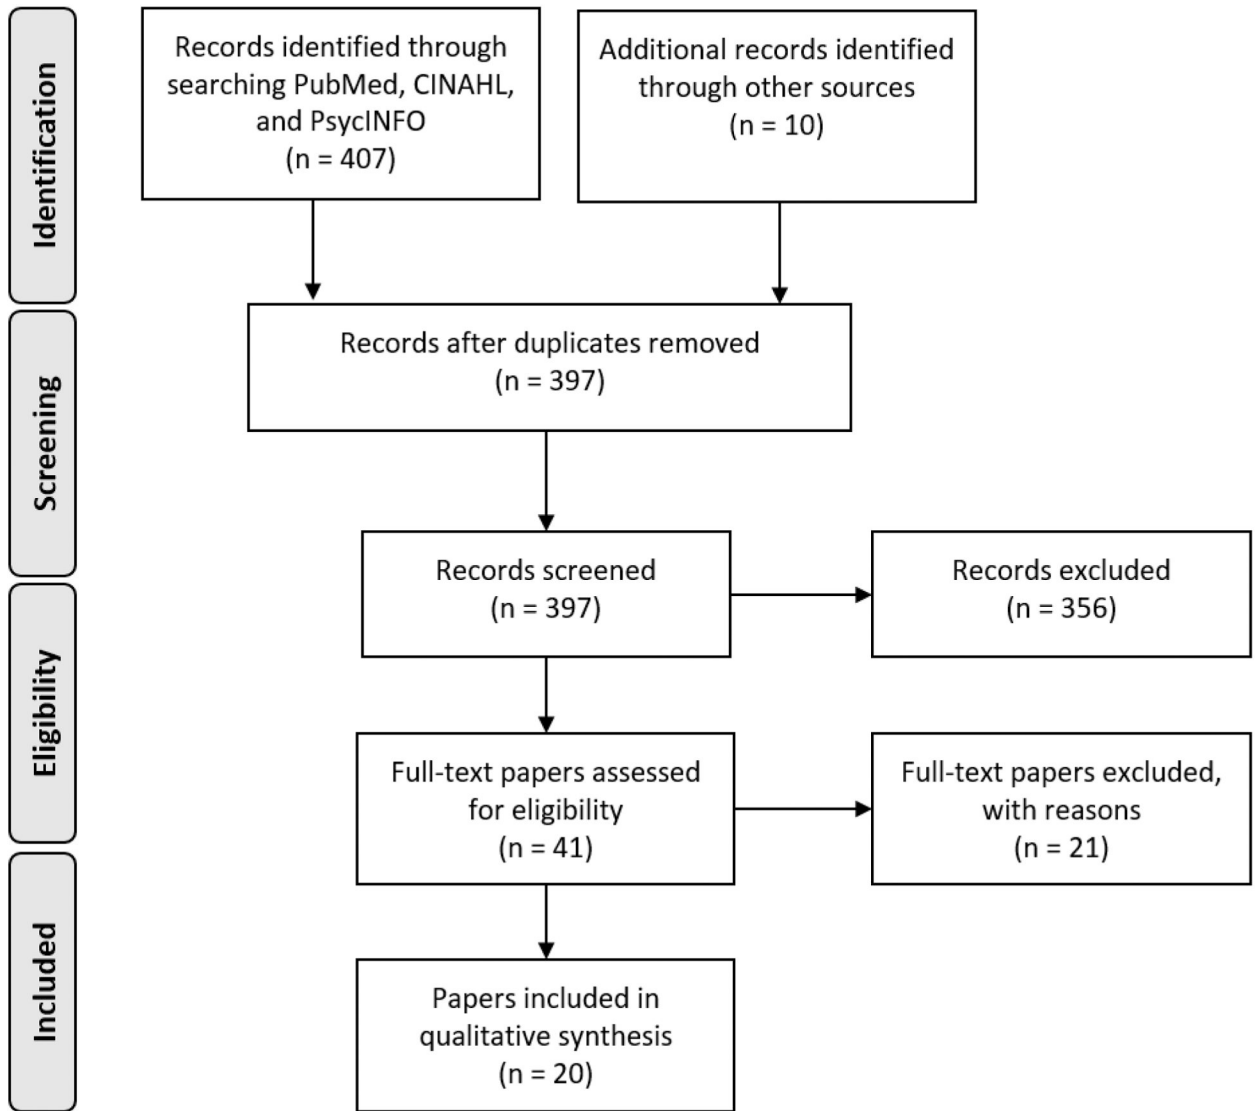 Identification
Records identified through
searching PubMed, CINAHL,
and PsycINFO
(n = 407)
Additional records identified
through other sources
(n = 10)
Screening
Records after duplicates removed
(n = 397)
Records screened
(n = 397)
Records excluded
(n = 356)
Eligibility
Full-text papers assessed
for eligibility
(n = 41)
Full-text papers excluded,
with reasons
(n = 21)
Included
Papers included in
qualitative synthesis
(n = 20)